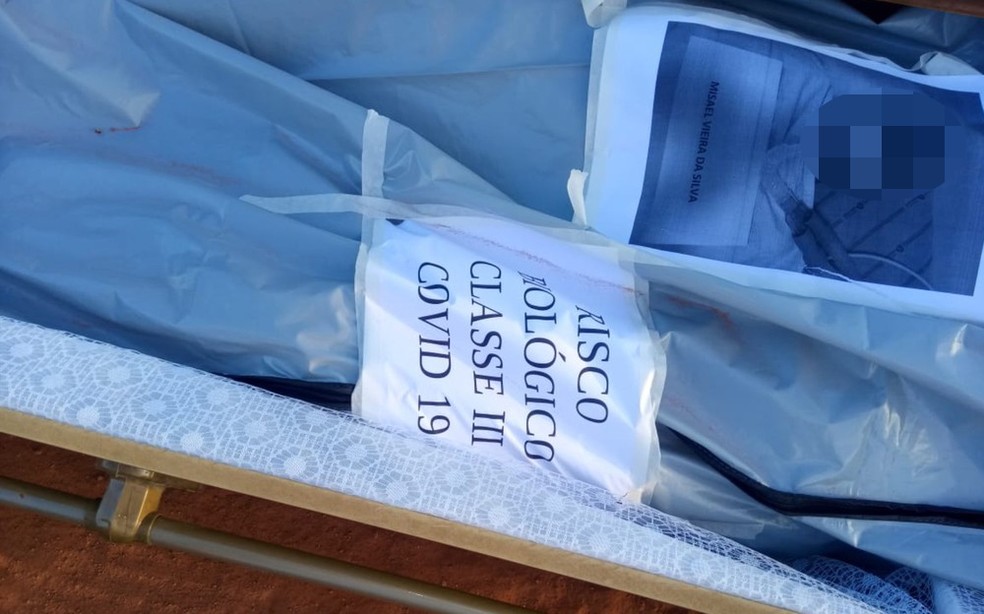 MISAEL VIEIRA DA SILVA
RISCO
BIOLÓGICO
CLASSE III
COVID 19